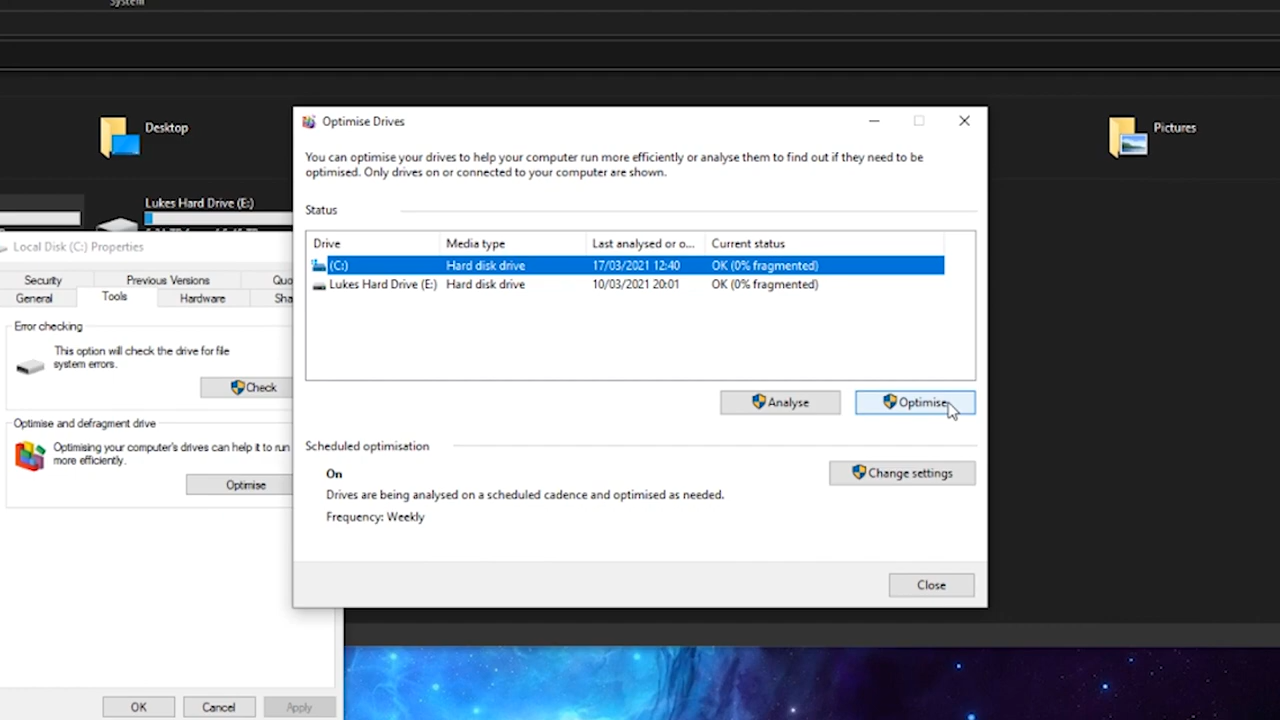 System
Desktop
Pictures
Lukes Hard Drive (E:)
Local Disk (C:) Properties
Security
Previous Versions
General
Tools
Hardware
Error checking
This option will check the drive for file
system errors.
Check
Optimise and defragment drive
Optimising your computer's drives can help it to run
more efficiently.
Optimise
OK
Cancel
Apply
Optimise Drives
You can optimise your drives to help your computer run more efficiently or analyse them to find out if they need to be
optimised. Only drives on or connected to your computer are shown.
Status
Drive Media type Last analysed or o... Current status
(C:) Hard disk drive 17/03/2021 12:40 OK (0% fragmented)
Lukes Hard Drive (E:) Hard disk drive 10/03/2021 20:01 OK (0% fragmented)
Analyse
Optimise
Scheduled optimisation
On
Change settings
Drives are being analysed on a scheduled cadence and optimised as needed.
Frequency: Weekly
Close